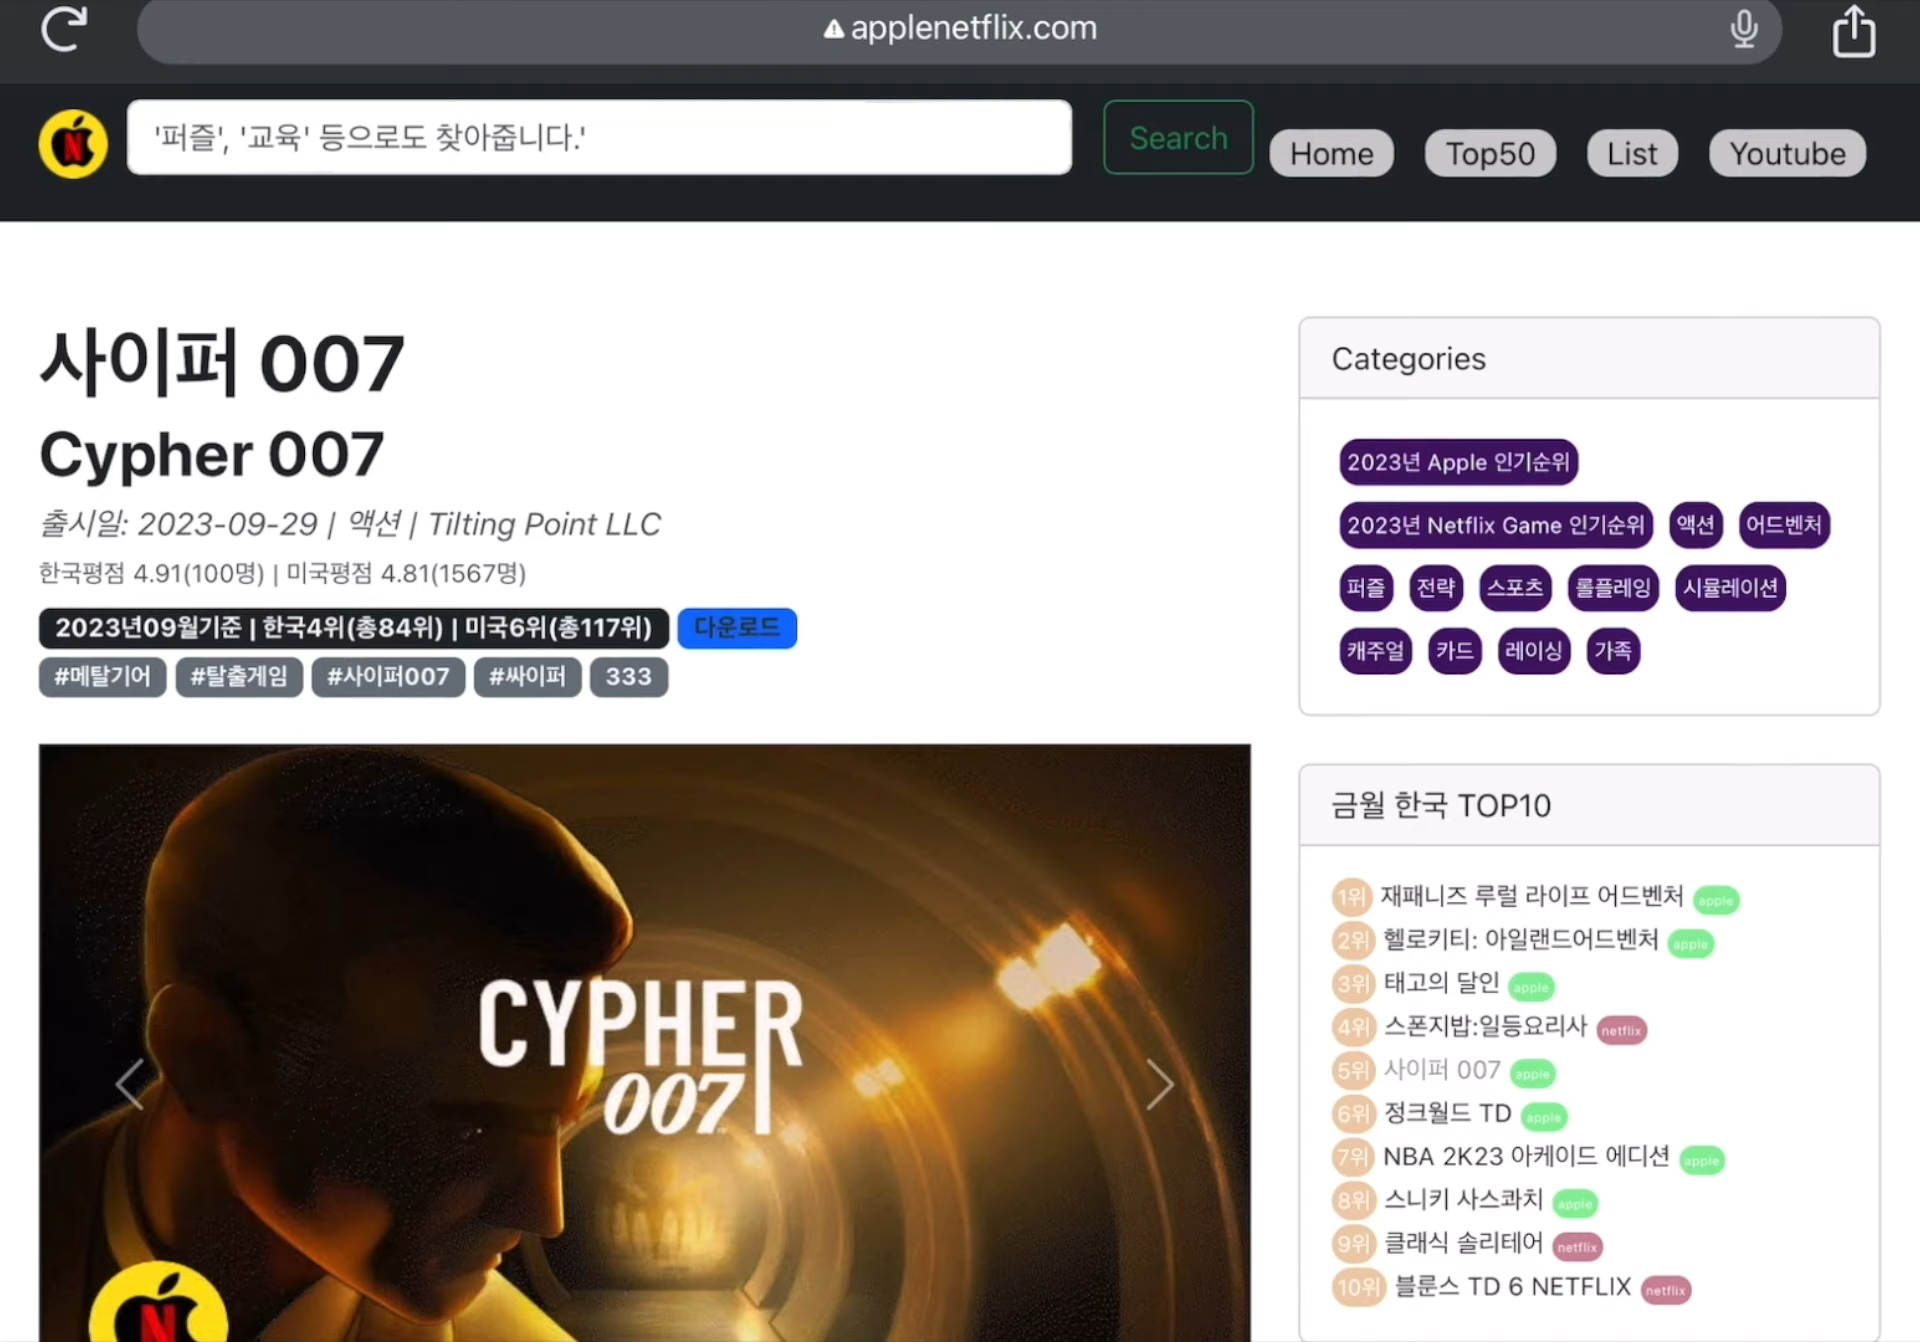 applenetflix.com
'퍼즐', '교육' 등으로도 찾아줍니다.'
Search
Home
Top50
List
Youtube
사이퍼 007
Cypher 007
출시일: 2023-09-29 | 액션 | Tilting Point LLC
한국평점 4.91(100명) | 미국평점 4.81(1567명)
2023년09월기준 | 한국4위(총84위) | 미국6위(총117위) 다운로드
#메탈기어 #탈출게임 #사이퍼007 #싸이퍼 333
CYPHER
007
N
Categories
2023년 Apple 인기순위
2023년 Netflix Game 인기순위 액션 어드벤처
퍼즐 전략 스포츠 롤플레잉 시뮬레이션
캐주얼 카드 레이싱 가족
금월 한국 TOP10
1위 재패니즈 루럴 라이프 어드벤처 apple
2위 헬로키티: 아일랜드어드벤처 apple
3위 태고의 달인 apple
4위 스폰지밥:일등요리사 netflix
5위 사이퍼 007 apple
6위 정크월드 TD apple
7위 NBA 2K23 아케이드 에디션 apple
8위 스니키 사스콰치 apple
9위 클래식 솔리테어 netflix
10위 블룬스 TD 6 NETFLIX netflix